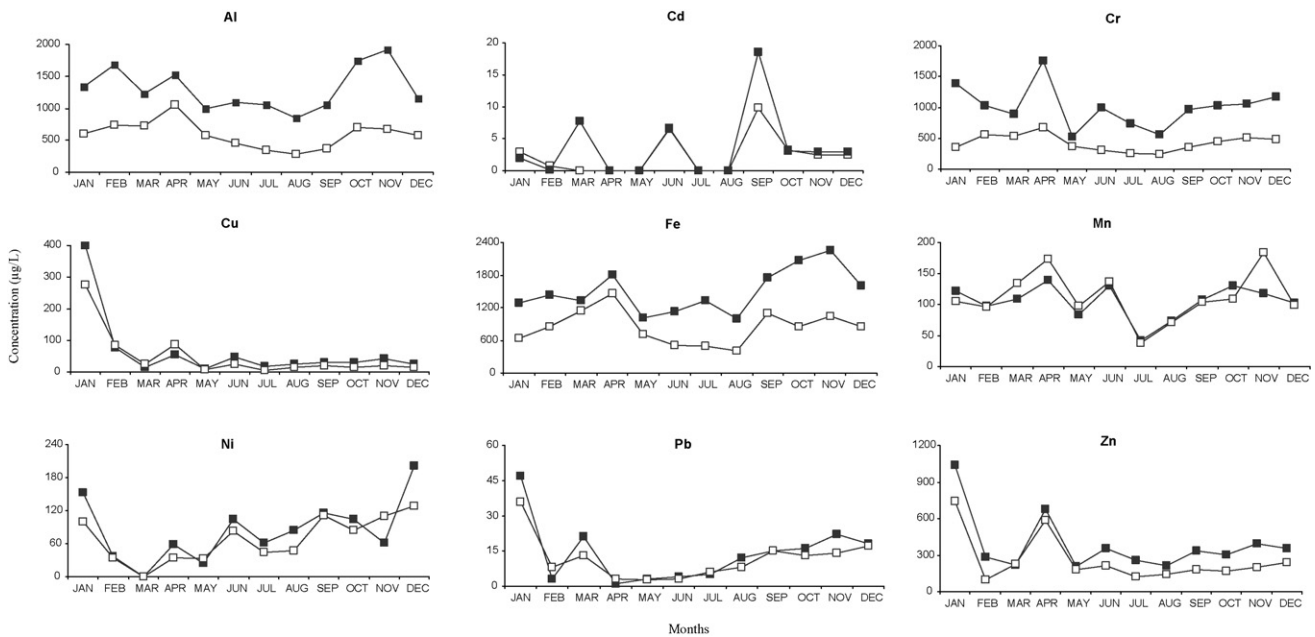 Al
2000
1500
1000
500
0
JAN FEB MAR APR MAY JUN JUL AUG SEP OCT NOV DEC
Cd
20
15
10
5
0
JAN FEB MAR APR MAY JUN JUL AUG SEP OCT NOV DEC
Cr
2000
1500
1000
500
0
JAN FEB MAR APR MAY JUN JUL AUG SEP OCT NOV DEC
Concentration (µg/L)
Cu
400
300
200
100
0
JAN FEB MAR APR MAY JUN JUL AUG SEP OCT NOV DEC
Fe
2400
1800
1200
600
0
JAN FEB MAR APR MAY JUN JUL AUG SEP OCT NOV DEC
Mn
200
150
100
50
0
JAN FEB MAR APR MAY JUN JUL AUG SEP OCT NOV DEC
Ni
240
180
120
60
0
JAN FEB MAR APR MAY JUN JUL AUG SEP OCT NOV DEC
Pb
60
45
30
15
0
JAN FEB MAR APR MAY JUN JUL AUG SEP OCT NOV DEC
Zn
1200
900
600
300
0
JAN FEB MAR APR MAY JUN JUL AUG SEP OCT NOV DEC
Months